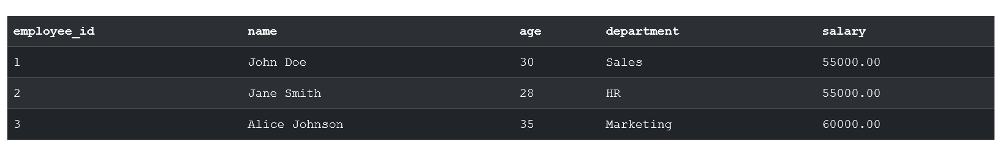 employee_id name age department salary
1 John Doe 30 Sales 55000.00
2 Jane Smith 28 HR 55000.00
3 Alice Johnson 35 Marketing 60000.00